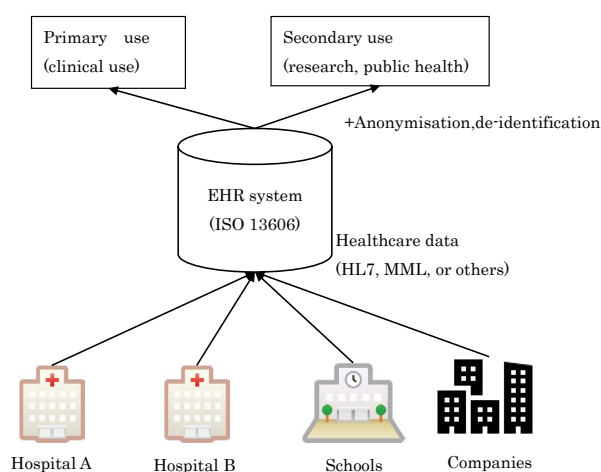 Primary use
(clinical use)
Secondary use
(research, public health)
+Anonymisation,de-identification
EHR system
(ISO 13606)
Healthcare data
(HL7, MML, or others)
Hospital A
Hospital B
Schools
Companies